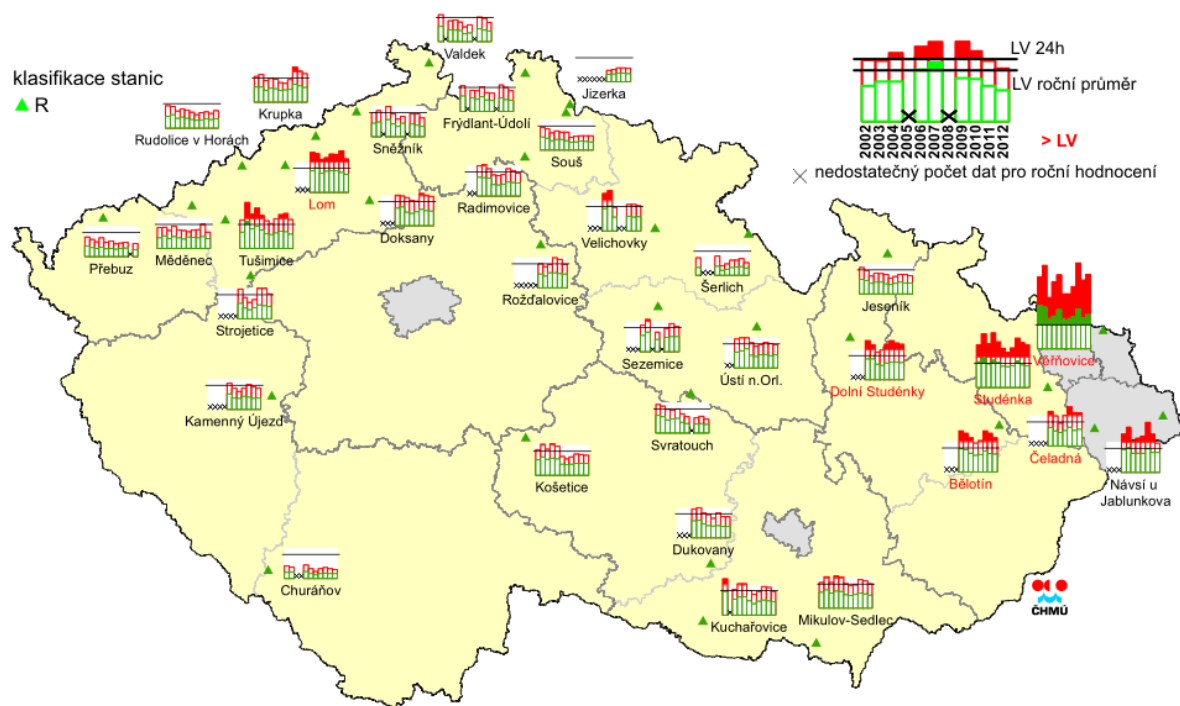 Valdek
klasifikace stanic
R
Krupka
Jizerka
Rudolice v Horách
Sněžník
Frýdlant-Údolí
Souš
LV 24h
LV roční průměr
2002
2003
2004
2005
2006
2007
2008
2009
2010
2011
2012
> LV
nedostatečný počet dat pro roční hodnocení
Lom
Radimovice
Přebuz
Měděnec
Tušimice
Doksany
Velichovky
Šerlich
Rožďalovice
Jeseník
Strojetice
Sezemice
Ústí n.Orl.
Dolní Studénky
Studénka
Věřňovice
Kamenný Újezd
Svratouch
Košetice
Bělotín
Čeladná
Návsí u
Jablunkova
Dukovany
Churáňov
Kuchařovice
Mikulov-Sedlec
ČHMÚ